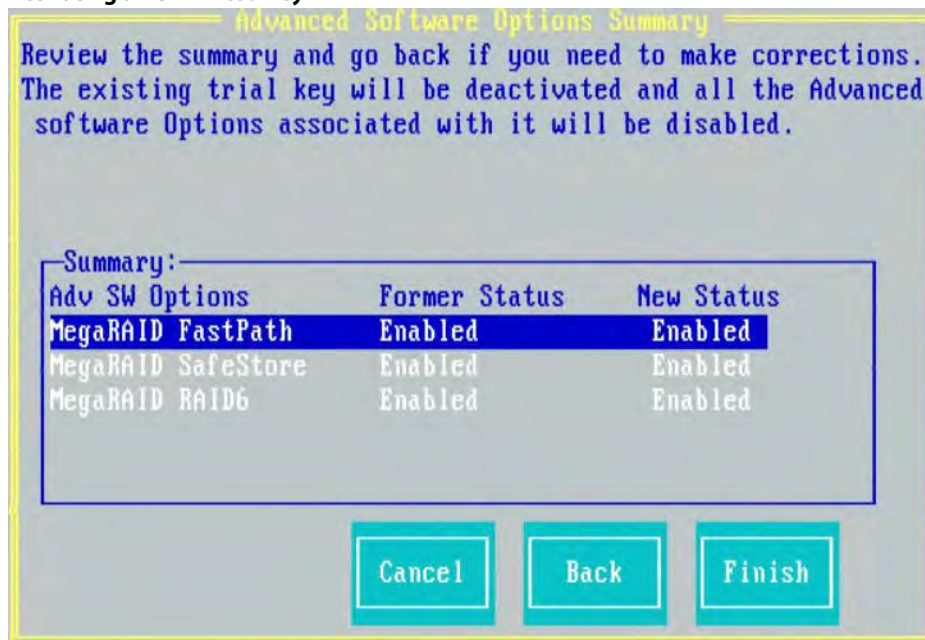 Advanced Software Options Summary
Review the summary and go back if you need to make corrections.
The existing trial key will be deactivated and all the Advanced
software Options associated with it will be disabled.
Summary:
Adv SW Options Former Status New Status
MegaRAID FastPath Enabled Enabled
MegaRAID SafeStore Enabled Enabled
MegaRAID RAID6 Enabled Enabled
Cancel Back Finish